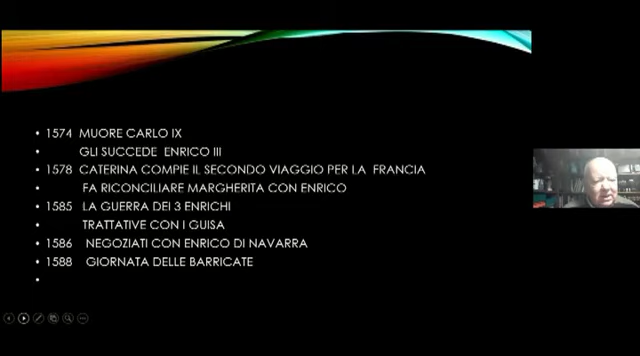 1574 MUORE CARLO IX
GLI SUCCEDE ENRICO III
1578 CATERINA COMPIE IL SECONDO VIAGGIO PER LA FRANCIA
FA RICONCILIARE MARGHERITA CON ENRICO
1585 LA GUERRA DEI 3 ENRICHI
TRATTATIVE CON I GUISA
1586 NEGOZIATI CON ENRICO DI NAVARRA
1588 GIORNATA DELLE BARRICATE